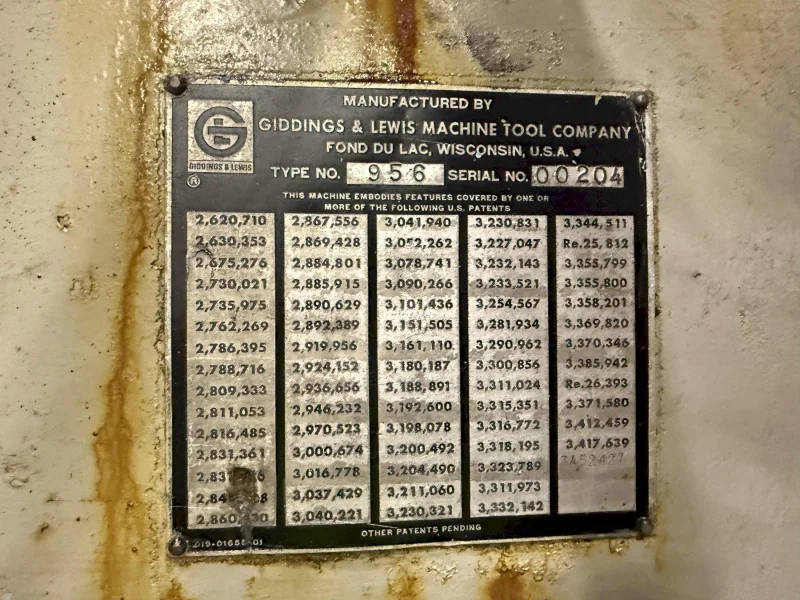 MANUFACTURED BY
GIDDINGS & LEWIS MACHINE TOOL COMPANY
FOND DU LAC, WISCONSIN, U.S.A.
GIDDINGS & LEWIS
®
TYPE NO. 956 SERIAL NO. 00204
THIS MACHINE EMBODIES FEATURES COVERED BY ONE OR
MORE OF THE FOLLOWING U.S. PATENTS
2,620,710 2,867,556 3,041,940 3,230,831 3,344,511
2,630,353 2,869,428 3,052,262 3,227,047 Re.25,812
2,675,276 2,884,801 3,078,741 3,232,143 3,355,799
2,730,021 2,885,915 3,090,266 3,233,521 3,355,800
2,735,975 2,890,629 3,101,436 3,254,567 3,358,201
2,762,269 2,892,389 3,151,505 3,281,934 3,369,820
2,786,395 2,919,956 3,161,110 3,290,962 3,370,346
2,788,716 2,924,152 3,180,187 3,300,856 3,385,942
2,809,333 2,936,656 3,188,891 3,311,024 Re.26,393
2,811,053 2,946,232 3,192,600 3,315,351 3,371,580
2,816,485 2,970,523 3,198,078 3,316,772 3,412,459
2,831,361 3,000,674 3,200,492 3,318,195 3,417,639
3,016,778 3,204,490 3,323,789
3,037,429 3,211,060 3,311,973
3,040,221 3,230,321 3,332,142
OTHER PATENTS PENDING